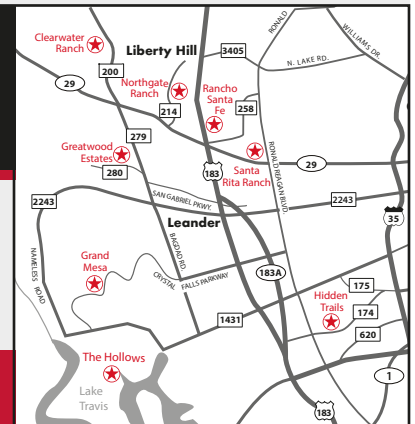 RONALD
WILLIAMS DR.
Clearwater
Ranch
Liberty Hill
3405
N. LAKE RD.
200
29
Northgate
Ranch
Rancho
Santa
Fe
214
258
279
Greatwood
Estates
280
183
Santa
Rita Ranch
29
RONALD REAGAN BLVD.
2243
SAN GABRIEL PKWY.
2243
35
Leander
BAGDAD RD.
NAMELESS ROAD
Grand
Mesa
CRYSTAL FALLS PARKWAY
183A
175
Hidden
Trails
174
1431
620
The Hollows
1
Lake
Travis
183